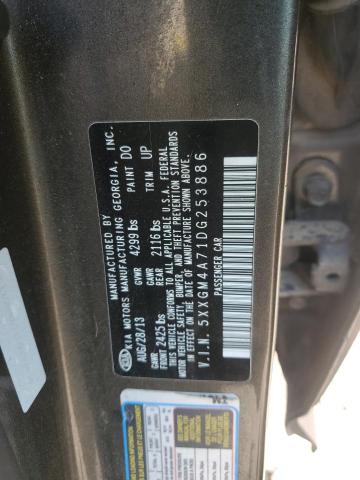 MANUFACTURED BY
KIA MOTORS MANUFACTURING GEORGIA, INC.
KIA
AUG/28/13 GVWR 4299 lbs PAINT DO
GAWR FRONT 2425 lbs GAWR REAR 2116 lbs TRIM UP
THIS VEHICLE CONFORMS TO ALL APPLICABLE U.S.A. FEDERAL
MOTOR VEHICLE SAFETY, BUMPER, AND THEFT PREVENTION STANDARDS
IN EFFECT ON THE DATE OF MANUFACTURE SHOWN ABOVE.
V.I.N. 5XXGM4A71DG253886
PASSENGER CAR